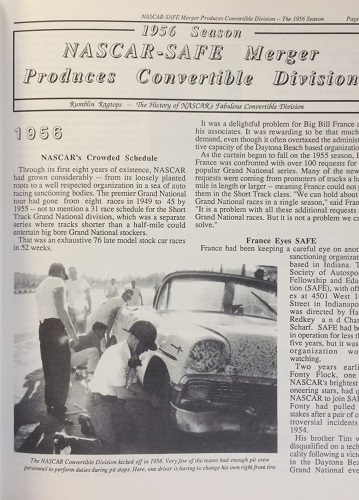 NASCAR-SAFE Merger Produces Convertible Division – The 1956 Season Page
1956 Season
NASCAR-SAFE Merger
Produces Convertible Division
Rumblin' Ragtops -- The History of NASCAR's Fabulous Convertible Division
1956
NASCAR's Crowded Schedule
Through its first eight years of existence, NASCAR
had grown considerably -- from its loosely planted
roots to a well respected organization in a sea of auto
racing sanctioning bodies. The premier Grand National
tour had gone from eight races in 1949 to 45 by
1955 -- not to mention a 31 race schedule for the Short
Track Grand National division, which was a separate
series where tracks shorter than a half-mile could
entertain big bore Grand National stockers.
That was an exhaustive 76 late model stock car races
in 52 weeks.
The NASCAR Convertible Division kicked off in 1956. Very few of the teams had enough pit crew
personnel to perform duties during pit stops. Here, one driver is having to change his own right front tire.
It was a delightful problem for Big Bill France a
his associates. It was rewarding to be that much
demand, even though it often overtaxed the administra
tive capacity of the Daytona Beach based organization
As the curtain began to fall on the 1955 season, B
France was confronted with over 100 requests for
popular Grand National series. Many of the new
requests were coming from promoters of tracks a ha
mile in length or larger -- meaning France could not
them in the Short Track class. "We can hold about
Grand National races in a single season," said Fran
"It is a problem with all these additional requests
Grand National races. But it is not a problem we ca
solve."
France Eyes SAFE
France had been keeping a careful eye on anoth
sanctioning organizat
based in Indiana. T
Society of Autospo
Fellowship and Edu
tion (SAFE), with off
es at 4501 West 1
Street in Indianapo
was directed by Ha
Redkey and Char
Scharf. SAFE had be
in operation for less th
five years, but it was
organization wo
watching.
Two years earli
Fonty Flock, one
NASCAR's brightest
oneering stars, had q
NASCAR to join SAF
Fonty had pulled
stakes after a pair of c
troversial incidents
1954.
His brother Tim w
disqualified on a tech
cality following a victo
in the Daytona Bea
Grand National eve